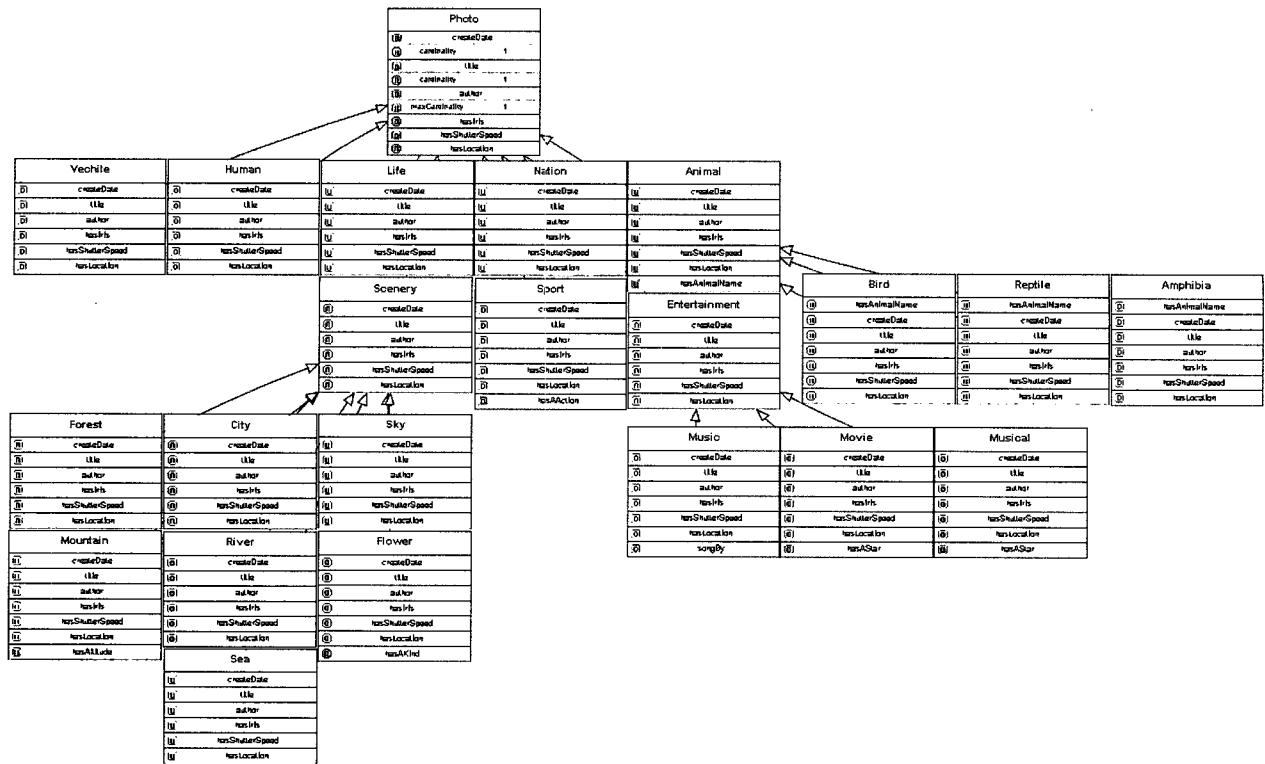 Photo
createDate
cardinality 1
title
cardinality 1
author
maxCardinality 1
hasIris
hasShutterSpeed
hasLocation
Vechile
createDate
title
author
hasIris
hasShutterSpeed
hasLocation
Human
createDate
title
author
hasIris
hasShutterSpeed
hasLocation
Life
createDate
title
author
hasIris
hasShutterSpeed
hasLocation
Nation
createDate
title
author
hasIris
hasShutterSpeed
hasLocation
Animal
createDate
title
author
hasIris
hasShutterSpeed
hasLocation
hasAnimalName
Scenery
createDate
title
author
hasIris
hasShutterSpeed
hasLocation
Sport
createDate
title
author
hasIris
hasShutterSpeed
hasLocation
hasAAction
Entertainment
createDate
title
author
hasIris
hasShutterSpeed
hasLocation
Bird
hasAnimalName
createDate
title
author
hasIris
hasShutterSpeed
hasLocation
Reptile
hasAnimalName
createDate
title
author
hasIris
hasShutterSpeed
hasLocation
Amphibia
hasAnimalName
createDate
title
author
hasIris
hasShutterSpeed
hasLocation
Forest
createDate
title
author
hasIris
hasShutterSpeed
hasLocation
City
createDate
title
author
hasIris
hasShutterSpeed
hasLocation
Sky
createDate
title
author
hasIris
hasShutterSpeed
hasLocation
Music
createDate
title
author
hasIris
hasShutterSpeed
hasLocation
songBy
Movie
createDate
title
author
hasIris
hasShutterSpeed
hasLocation
hasAStar
Musical
createDate
title
author
hasIris
hasShutterSpeed
hasLocation
hasAStar
Mountain
createDate
title
author
hasIris
hasShutterSpeed
hasLocation
hasAltitude
River
createDate
title
author
hasIris
hasShutterSpeed
hasLocation
Flower
createDate
title
author
hasIris
hasShutterSpeed
hasLocation
hasAKind
Sea
createDate
title
author
hasIris
hasShutterSpeed
hasLocation